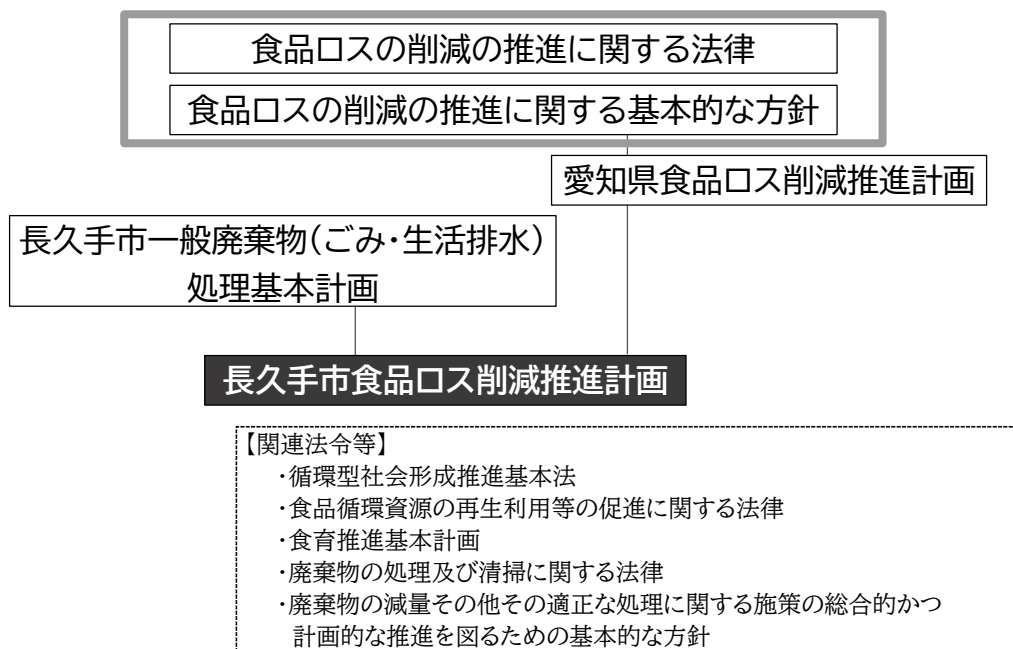 食品ロスの削減の推進に関する法律
食品ロスの削減の推進に関する基本的な方針
愛知県食品ロス削減推進計画
長久手市一般廃棄物(ごみ・生活排水)
処理基本計画
長久手市食品ロス削減推進計画
【関連法令等】
・循環型社会形成推進基本法
・食品循環資源の再生利用等の促進に関する法律
・食育推進基本計画
・廃棄物の処理及び清掃に関する法律
・廃棄物の減量その他その適正な処理に関する施策の総合的かつ
計画的な推進を図るための基本的な方針